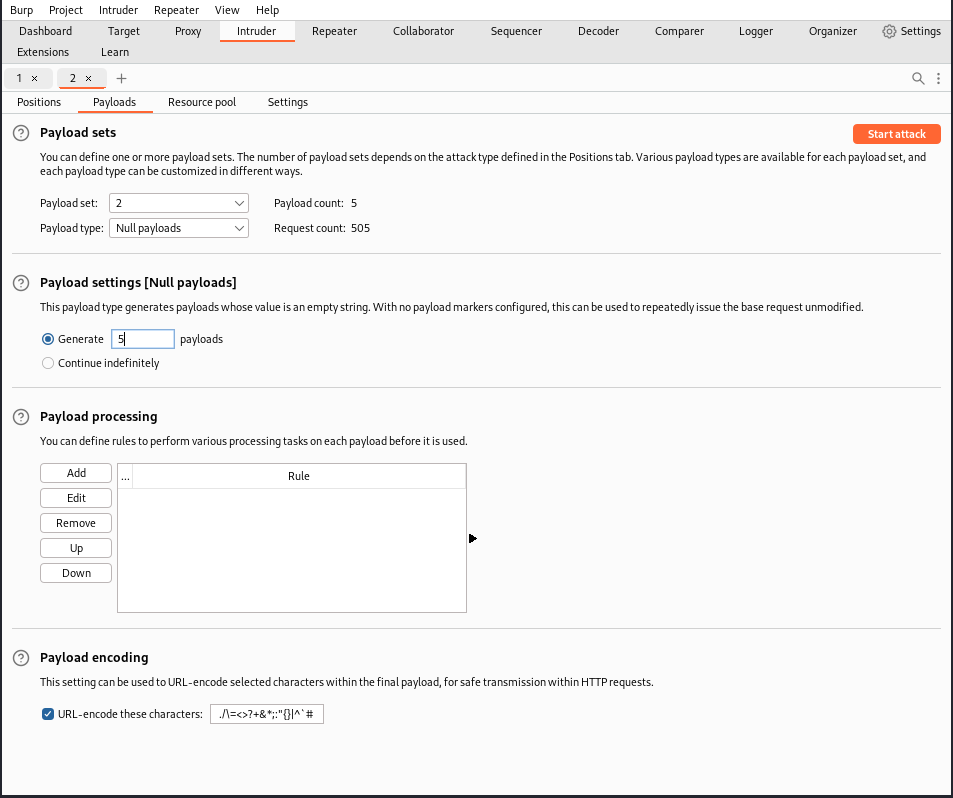 Burp Project Intruder Repeater View Help
Dashboard Target Proxy Intruder Repeater Collaborator Sequencer Decoder Comparer Logger Organizer Settings
Extensions Learn
1 × 2 × +
Positions Payloads Resource pool Settings
? Payload sets Start attack
You can define one or more payload sets. The number of payload sets depends on the attack type defined in the Positions tab. Various payload types are available for each payload set, and
each payload type can be customized in different ways.
Payload set: 2 Payload count: 5
Payload type: Null payloads Request count: 505
? Payload settings [Null payloads]
This payload type generates payloads whose value is an empty string. With no payload markers configured, this can be used to repeatedly issue the base request unmodified.
Generate 5 payloads
Continue indefinitely
? Payload processing
You can define rules to perform various processing tasks on each payload before it is used.
Add ... Rule
Edit
Remove
Up
Down
? Payload encoding
This setting can be used to URL-encode selected characters within the final payload, for safe transmission within HTTP requests.
URL-encode these characters: ./\=<>?+&*;:"{}|^`#